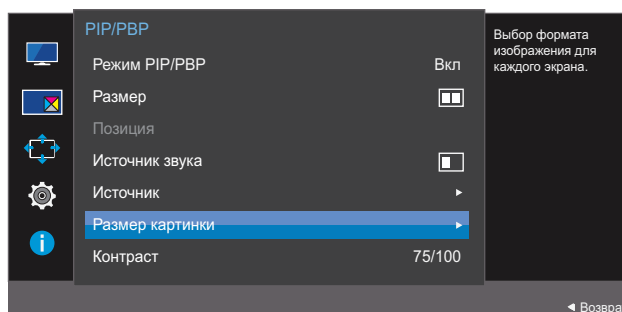 PIP/PBP
Режим PIP/PBP Вкл
Размер
Позиция
Источник звука
Источник
Размер картинки
Контраст 75/100
Выбор формата
изображения для
каждого экрана.